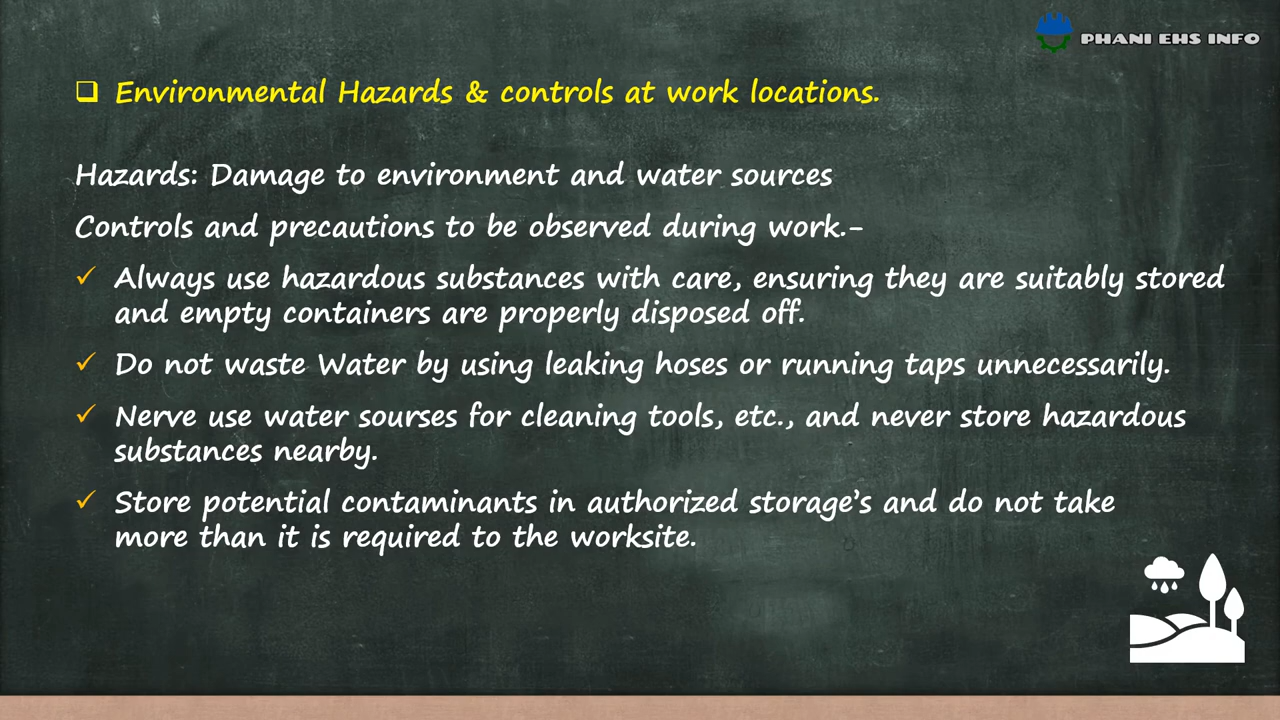 PHANI EHS INFO
Environmental Hazards & controls at work locations.
Hazards: Damage to environment and water sources
Controls and precautions to be observed during work.-
Always use hazardous substances with care, ensuring they are suitably stored
and empty containers are properly disposed off.
Do not waste Water by using leaking hoses or running taps unnecessarily.
Nerve use water sourses for cleaning tools, etc., and never store hazardous
substances nearby.
Store potential contaminants in authorized storage's and do not take
more than it is required to the worksite.